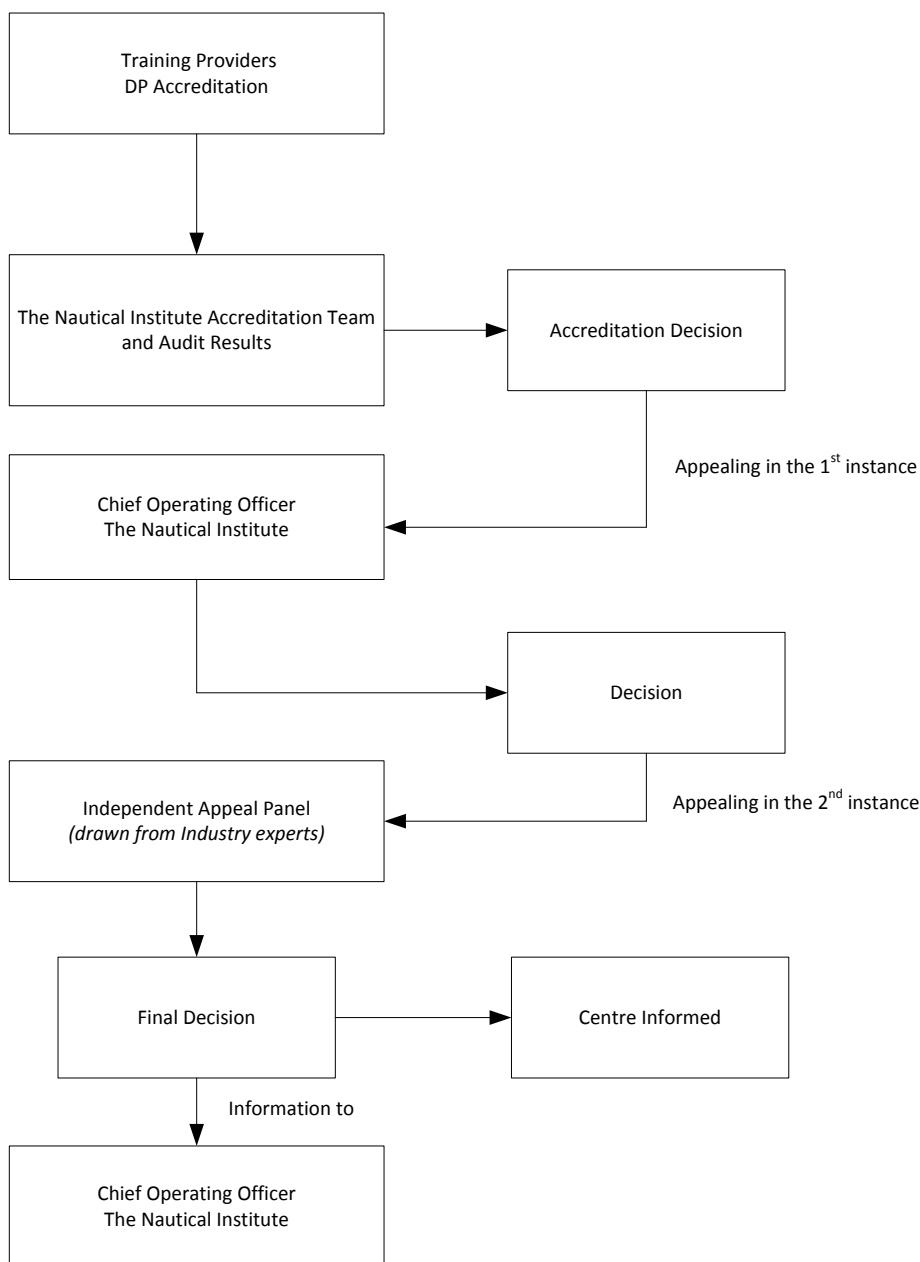 Training Providers
DP Accreditation
The Nautical Institute Accreditation Team
and Audit Results
Accreditation Decision
Appealing in the 1st instance
Chief Operating Officer
The Nautical Institute
Decision
Appealing in the 2nd instance
Independent Appeal Panel
(drawn from Industry experts)
Final Decision
Centre Informed
Information to
Chief Operating Officer
The Nautical Institute